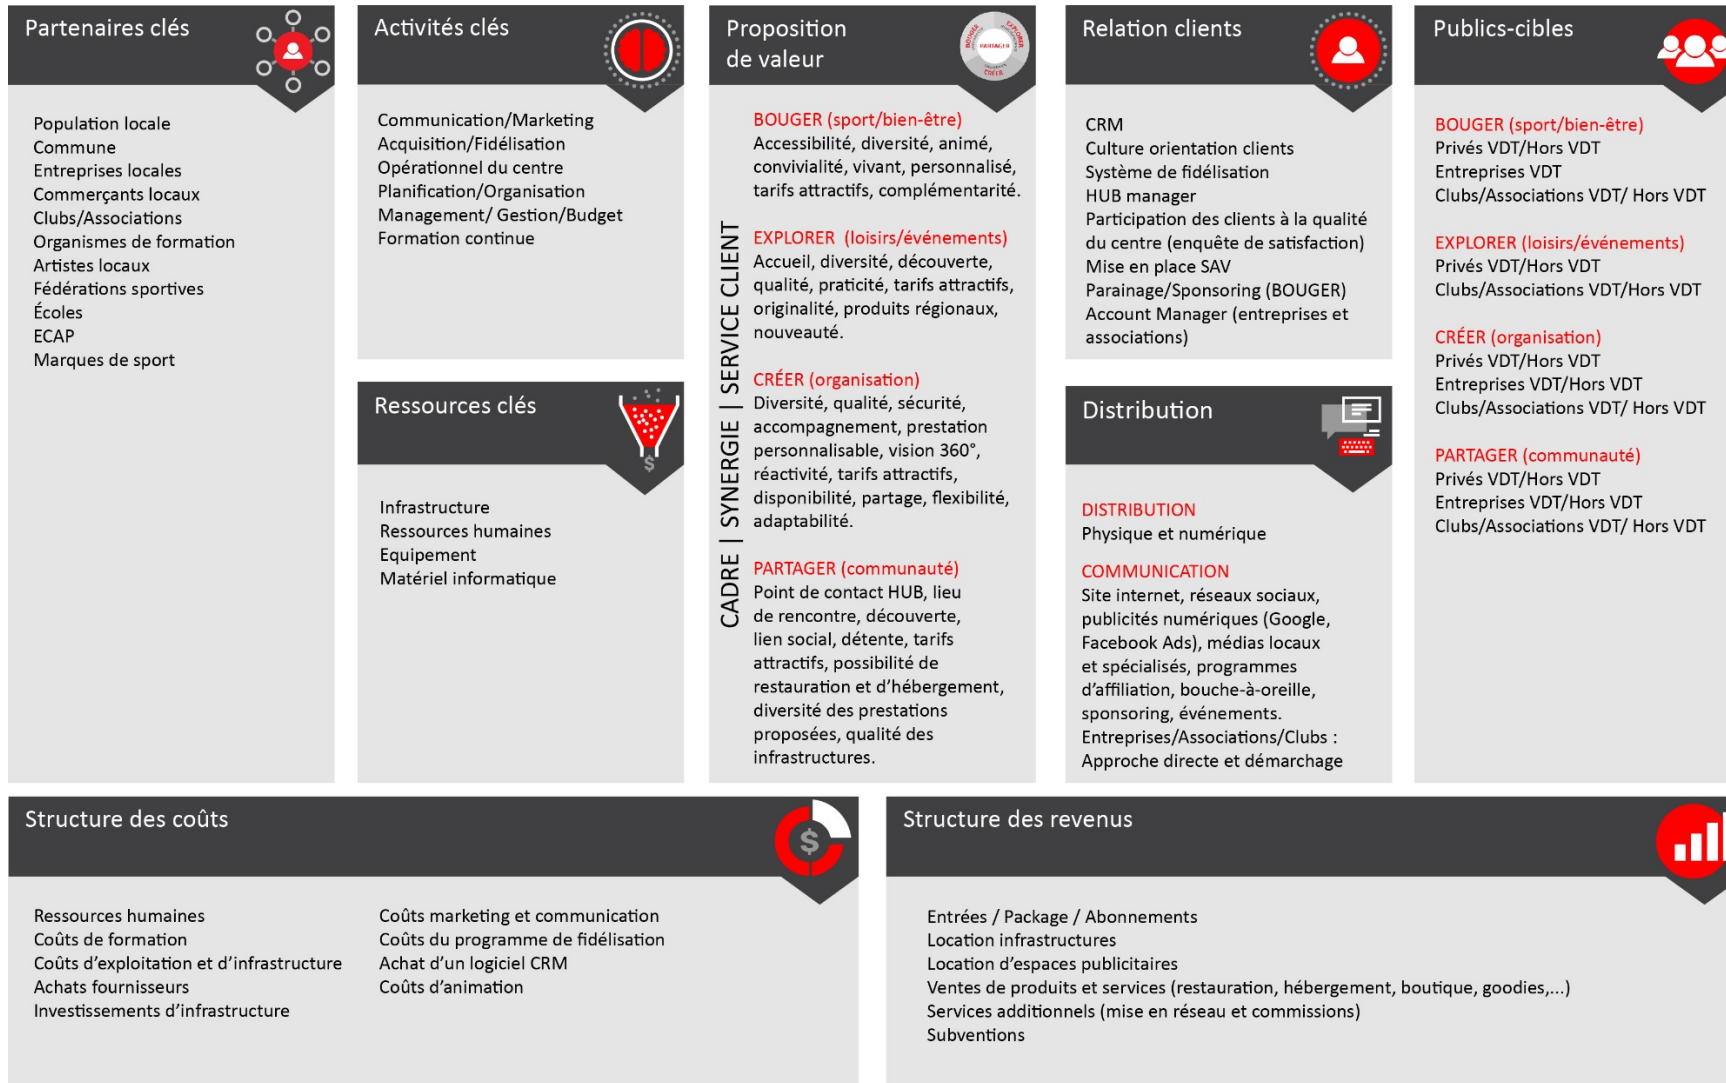 Partenaires clés
Population locale
Commune
Entreprises locales
Commerçants locaux
Clubs/Associations
Organismes de formation
Artistes locaux
Fédérations sportives
Écoles
ECAP
Marques de sport
Activités clés
Communication/Marketing
Acquisition/Fidélisation
Opérationnel du centre
Planification/Organisation
Management/ Gestion/Budget
Formation continue
Ressources clés
$
Infrastructure
Ressources humaines
Equipement
Matériel informatique
Proposition
de valeur
BOUGER
EXPLORER
PARTAGER
CRÉER
CADRE | SYNERGIE | SERVICE CLIENT
BOUGER (sport/bien-être)
Accessibilité, diversité, animé,
convivialité, vivant, personnalisé,
tarifs attractifs, complémentarité.
EXPLORER (loisirs/événements)
Accueil, diversité, découverte,
qualité, praticité, tarifs attractifs,
originalité, produits régionaux,
nouveauté.
CRÉER (organisation)
Diversité, qualité, sécurité,
accompagnement, prestation
personnalisable, vision 360°,
réactivité, tarifs attractifs,
disponibilité, partage, flexibilité,
adaptabilité.
PARTAGER (communauté)
Point de contact HUB, lieu
de rencontre, découverte,
lien social, détente, tarifs
attractifs, possibilité de
restauration et d’hébergement,
diversité des prestations
proposées, qualité des
infrastructures.
Relation clients
CRM
Culture orientation clients
Système de fidélisation
HUB manager
Participation des clients à la qualité
du centre (enquête de satisfaction)
Mise en place SAV
Parainage/Sponsoring (BOUGER)
Account Manager (entreprises et
associations)
Distribution
DISTRIBUTION
Physique et numérique
COMMUNICATION
Site internet, réseaux sociaux,
publicités numériques (Google,
Facebook Ads), médias locaux
et spécialisés, programmes
d’affiliation, bouche-à-oreille,
sponsoring, événements.
Entreprises/Associations/Clubs :
Approche directe et démarchage
Publics-cibles
BOUGER (sport/bien-être)
Privés VDT/Hors VDT
Entreprises VDT
Clubs/Associations VDT/ Hors VDT
EXPLORER (loisirs/événements)
Privés VDT/Hors VDT
Clubs/Associations VDT/Hors VDT
CRÉER (organisation)
Privés VDT/Hors VDT
Entreprises VDT/Hors VDT
Clubs/Associations VDT/ Hors VDT
PARTAGER (communauté)
Privés VDT/Hors VDT
Entreprises VDT/Hors VDT
Clubs/Associations VDT/ Hors VDT
Structure des coûts
$
Ressources humaines
Coûts de formation
Coûts d’exploitation et d’infrastructure
Achats fournisseurs
Investissements d’infrastructure
Coûts marketing et communication
Coûts du programme de fidélisation
Achat d’un logiciel CRM
Coûts d’animation
Structure des revenus
Entrées / Package / Abonnements
Location infrastructures
Location d’espaces publicitaires
Ventes de produits et services (restauration, hébergement, boutique, goodies,...)
Services additionnels (mise en réseau et commissions)
Subventions